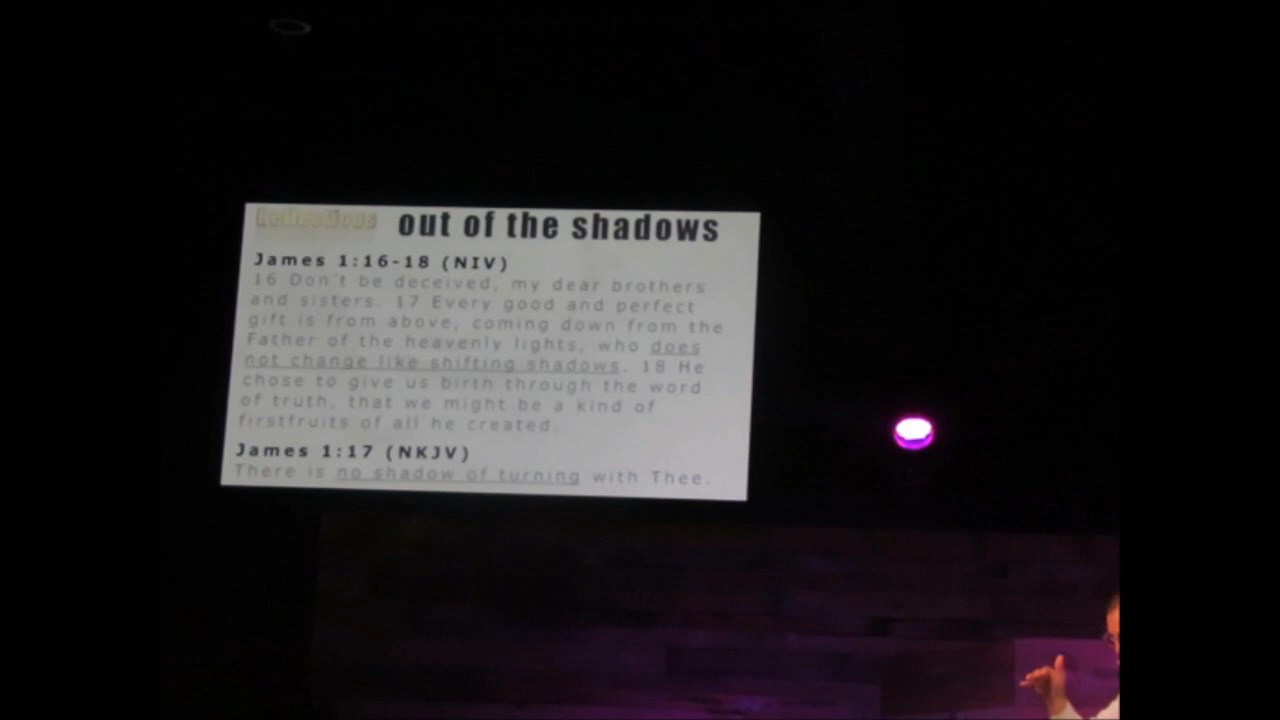 Reflections out of the shadows
James 1:16-18 (NIV)
16 Don't be deceived, my dear brothers
and sisters. 17 Every good and perfect
gift is from above, coming down from the
Father of the heavenly lights, who does
not change like shifting shadows. 18 He
chose to give us birth through the word
of truth, that we might be a kind of
firstfruits of all he created.
James 1:17 (NKJV)
There is no shadow of turning with Thee.